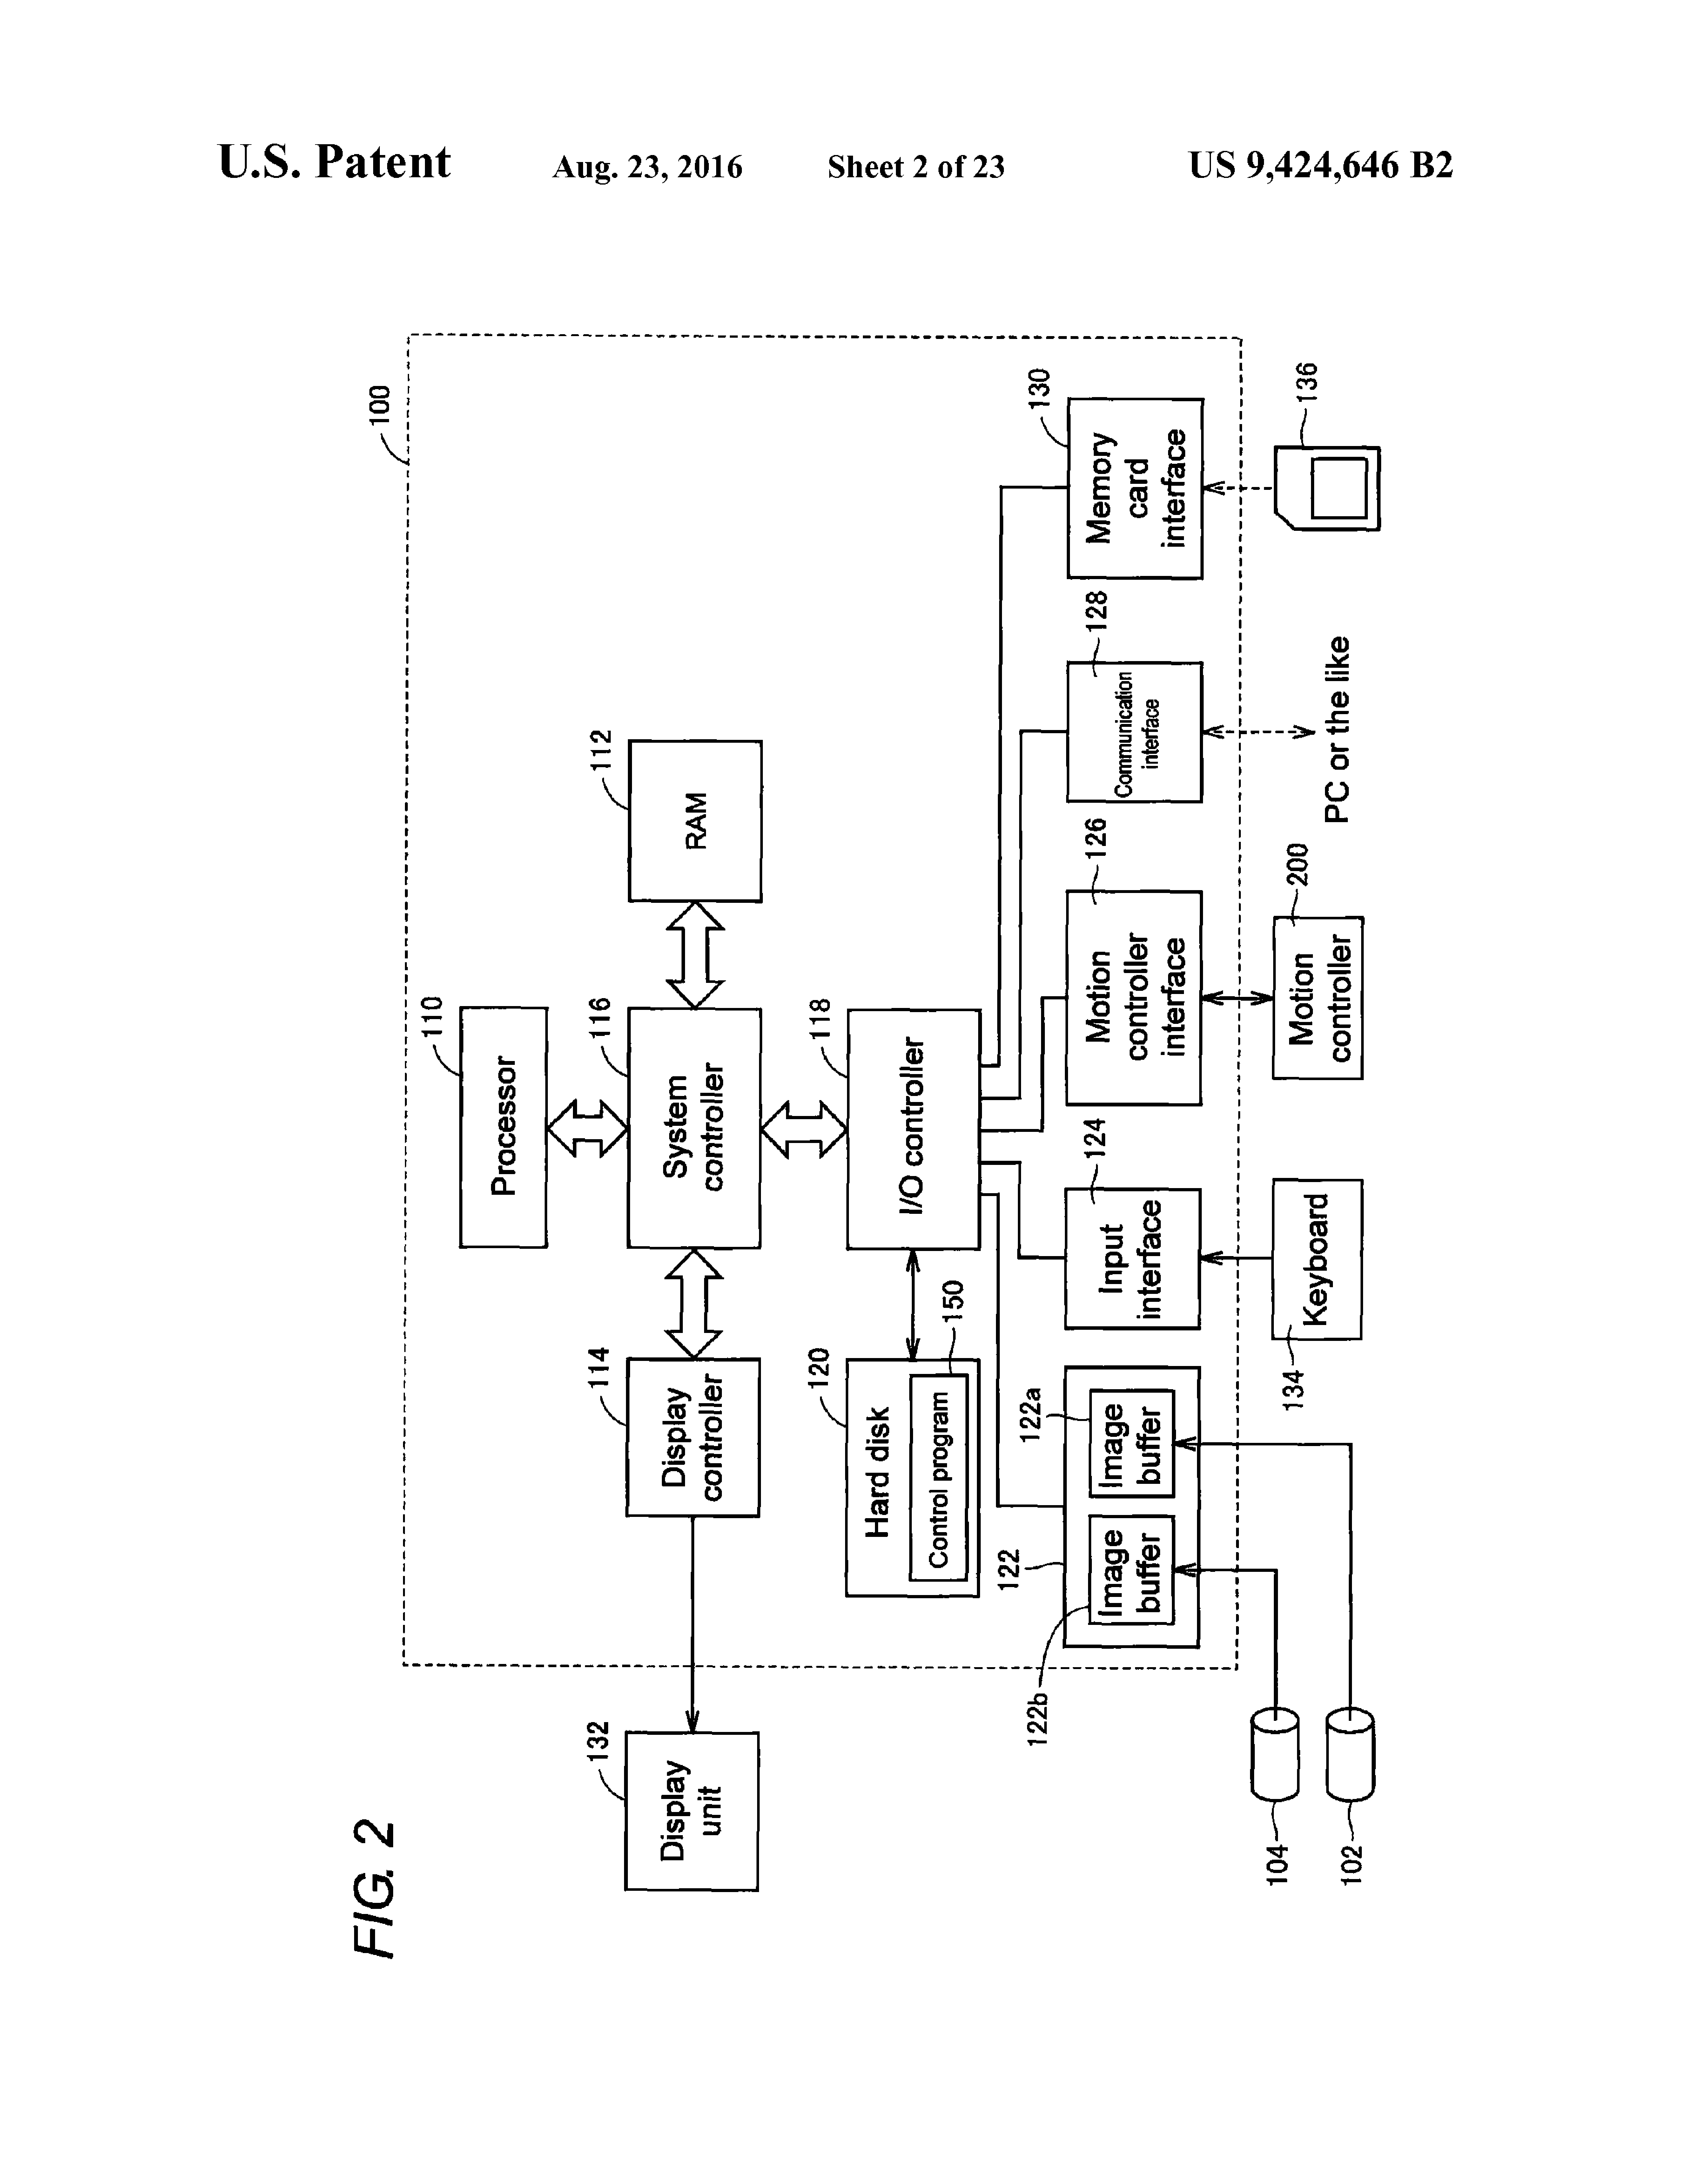 U.S. Patent Aug. 23, 2016 Sheet 2 of 23 US 9,424,646 B2
FIG. 2
100
110
Processor
132
Display
unit
114
Display
controller
116
System
controller
112
RAM
120
Hard disk
150
Control program
118
I/O controller
122
122b
Image
buffer
122a
Image
buffer
124
Input
interface
126
Motion
controller
interface
128
Communication
interface
130
Memory
card
interface
104
102
134
Keyboard
200
Motion
controller
PC or the like
136